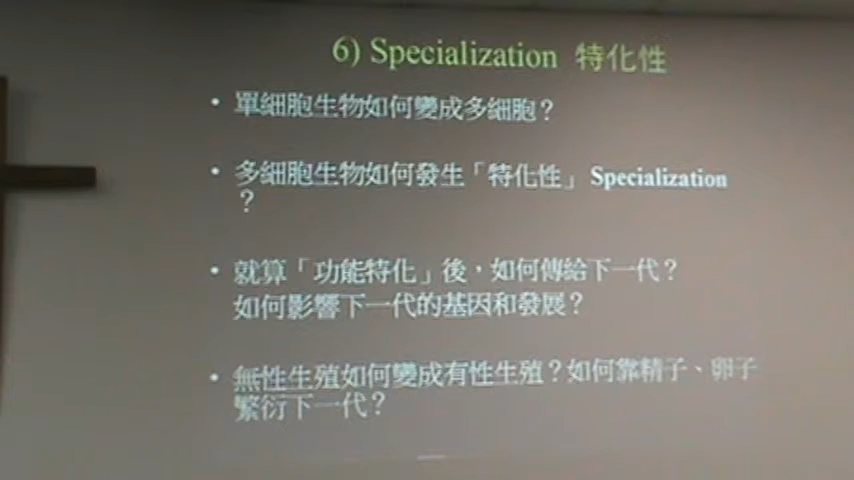 6) Specialization 特化性
• 單細胞生物如何變成多細胞？
• 多細胞生物如何發生「特化性」 Specialization
？
• 就算「功能特化」後，如何傳給下一代？
如何影響下一代的基因和發展？
• 無性生殖如何變成有性生殖？如何靠精子、卵子
繁衍下一代？